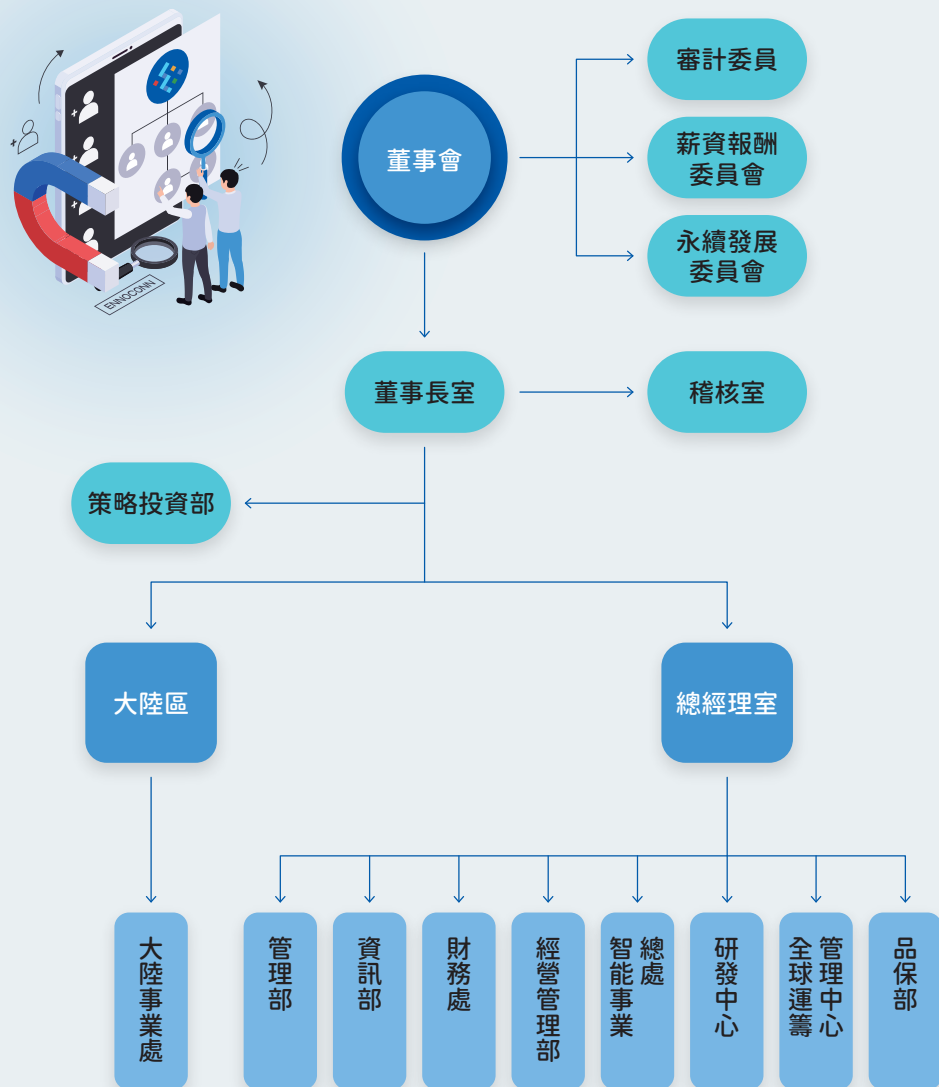 ENNOCONN
董事會
審計委員
薪資報酬
委員會
永續發展
委員會
董事長室
稽核室
策略投資部
大陸區
總經理室
大陸事業處
管理部
資訊部
財務處
經營管理部
智能事業
總處
研發中心
全球運籌
管理中心
品保部